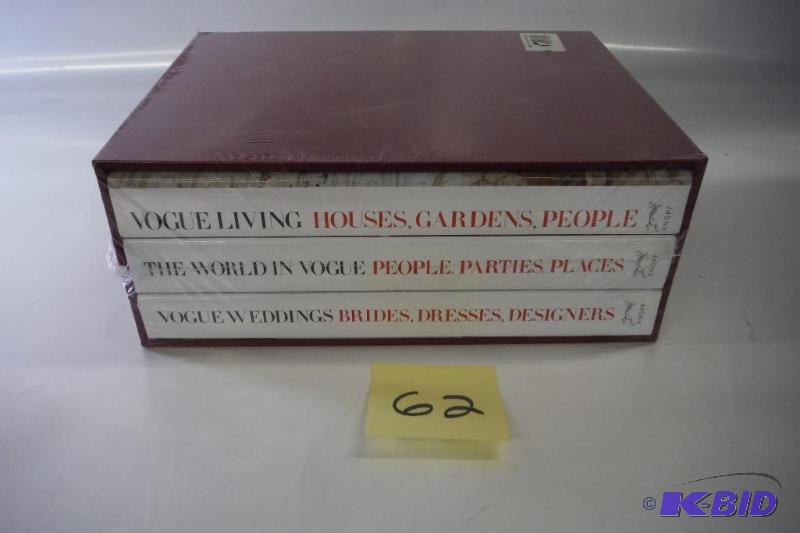 VOGUE LIVING HOUSES, GARDENS, PEOPLE KNOPF
THE WORLD IN VOGUE PEOPLE, PARTIES, PLACES KNOPF
VOGUE WEDDINGS BRIDES, DRESSES, DESIGNERS KNOPF
62
© K-BID